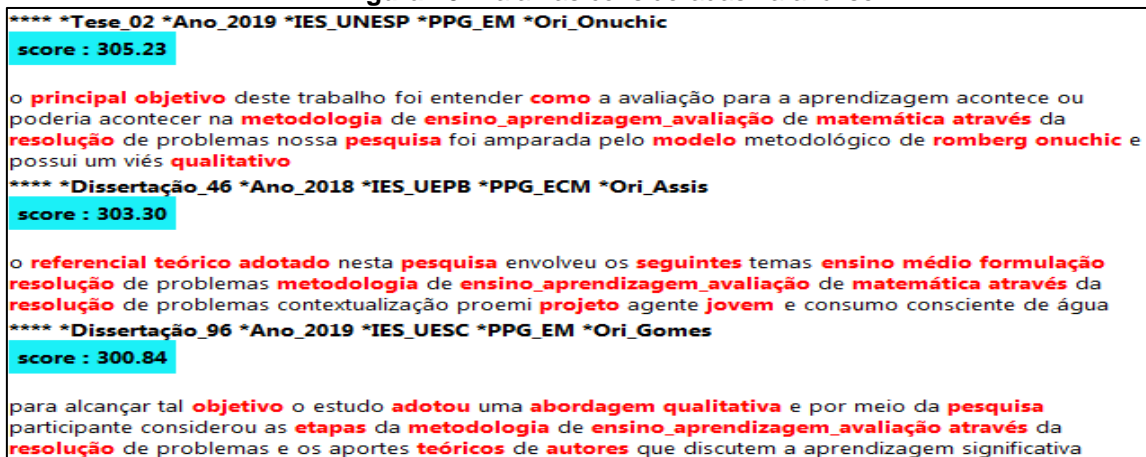 **** *Tese_02 *Ano_2019 *IES_UNESP *PPG_EM *Ori_Onuchic
score : 305.23
o principal objetivo deste trabalho foi entender como a avaliação para a aprendizagem acontece ou
poderia acontecer na metodologia de ensino_aprendizagem_avaliação de matemática através da
resolução de problemas nossa pesquisa foi amparada pelo modelo metodológico de romberg onuchic e
possui um viés qualitativo
**** *Dissertação_46 *Ano_2018 *IES_UEPB *PPG_ECM *Ori_Assis
score : 303.30
o referencial teórico adotado nesta pesquisa envolveu os seguintes temas ensino médio formulação
resolução de problemas metodologia de ensino_aprendizagem_avaliação de matemática através da
resolução de problemas contextualização proemi projeto agente jovem e consumo consciente de água
**** *Dissertação_96 *Ano_2019 *IES_UESC *PPG_EM *Ori_Gomes
score : 300.84
para alcançar tal objetivo o estudo adotou uma abordagem qualitativa e por meio da pesquisa
participante considerou as etapas da metodologia de ensino_aprendizagem_avaliação através da
resolução de problemas e os aportes teóricos de autores que discutem a aprendizagem significativa